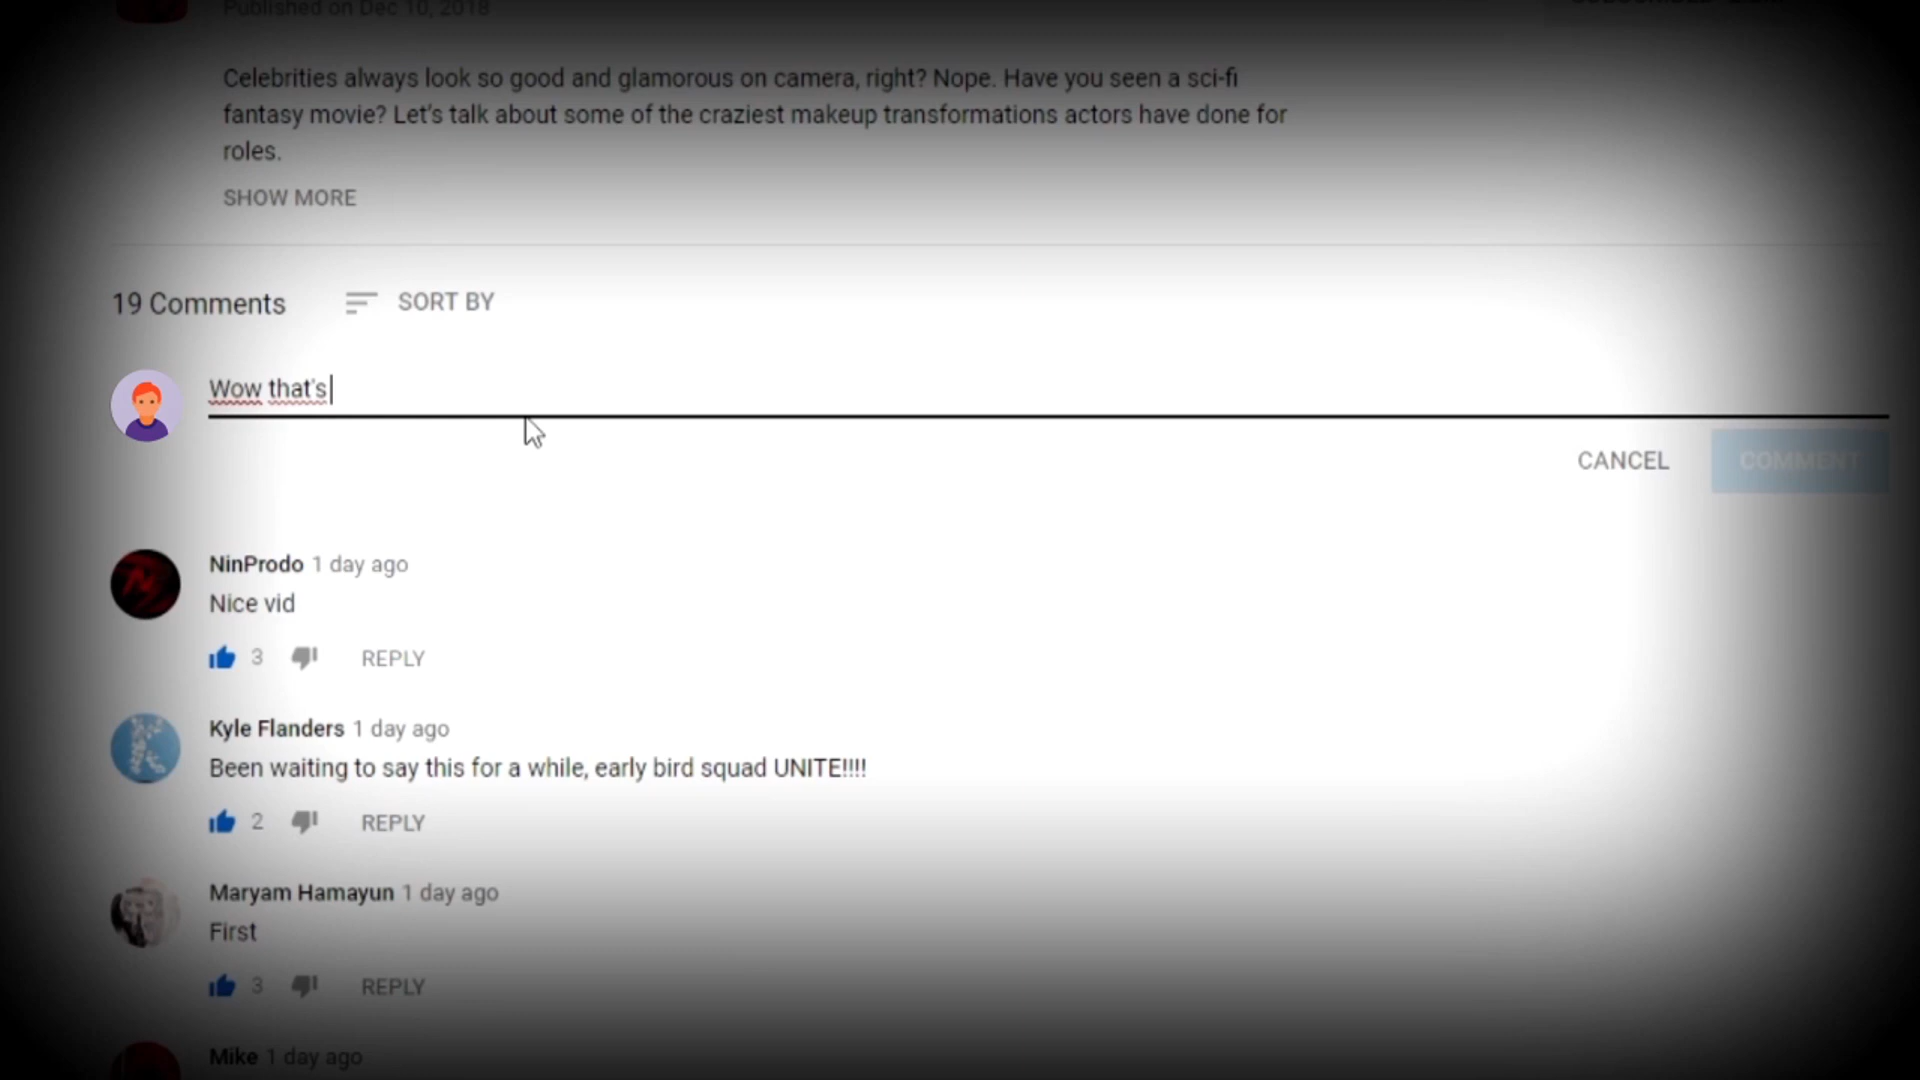 Published on Dec 10, 2018
Celebrities always look so good and glamorous on camera, right? Nope. Have you seen a sci-fi
fantasy movie? Let's talk about some of the craziest makeup transformations actors have done for
roles.
SHOW MORE
19 Comments SORT BY
Wow that's
CANCEL COMMENT
NinProdo 1 day ago
Nice vid
3 REPLY
Kyle Flanders 1 day ago
Been waiting to say this for a while, early bird squad UNITE!!!!
2 REPLY
Maryam Hamayun 1 day ago
First
3 REPLY
Mike 1 day ago